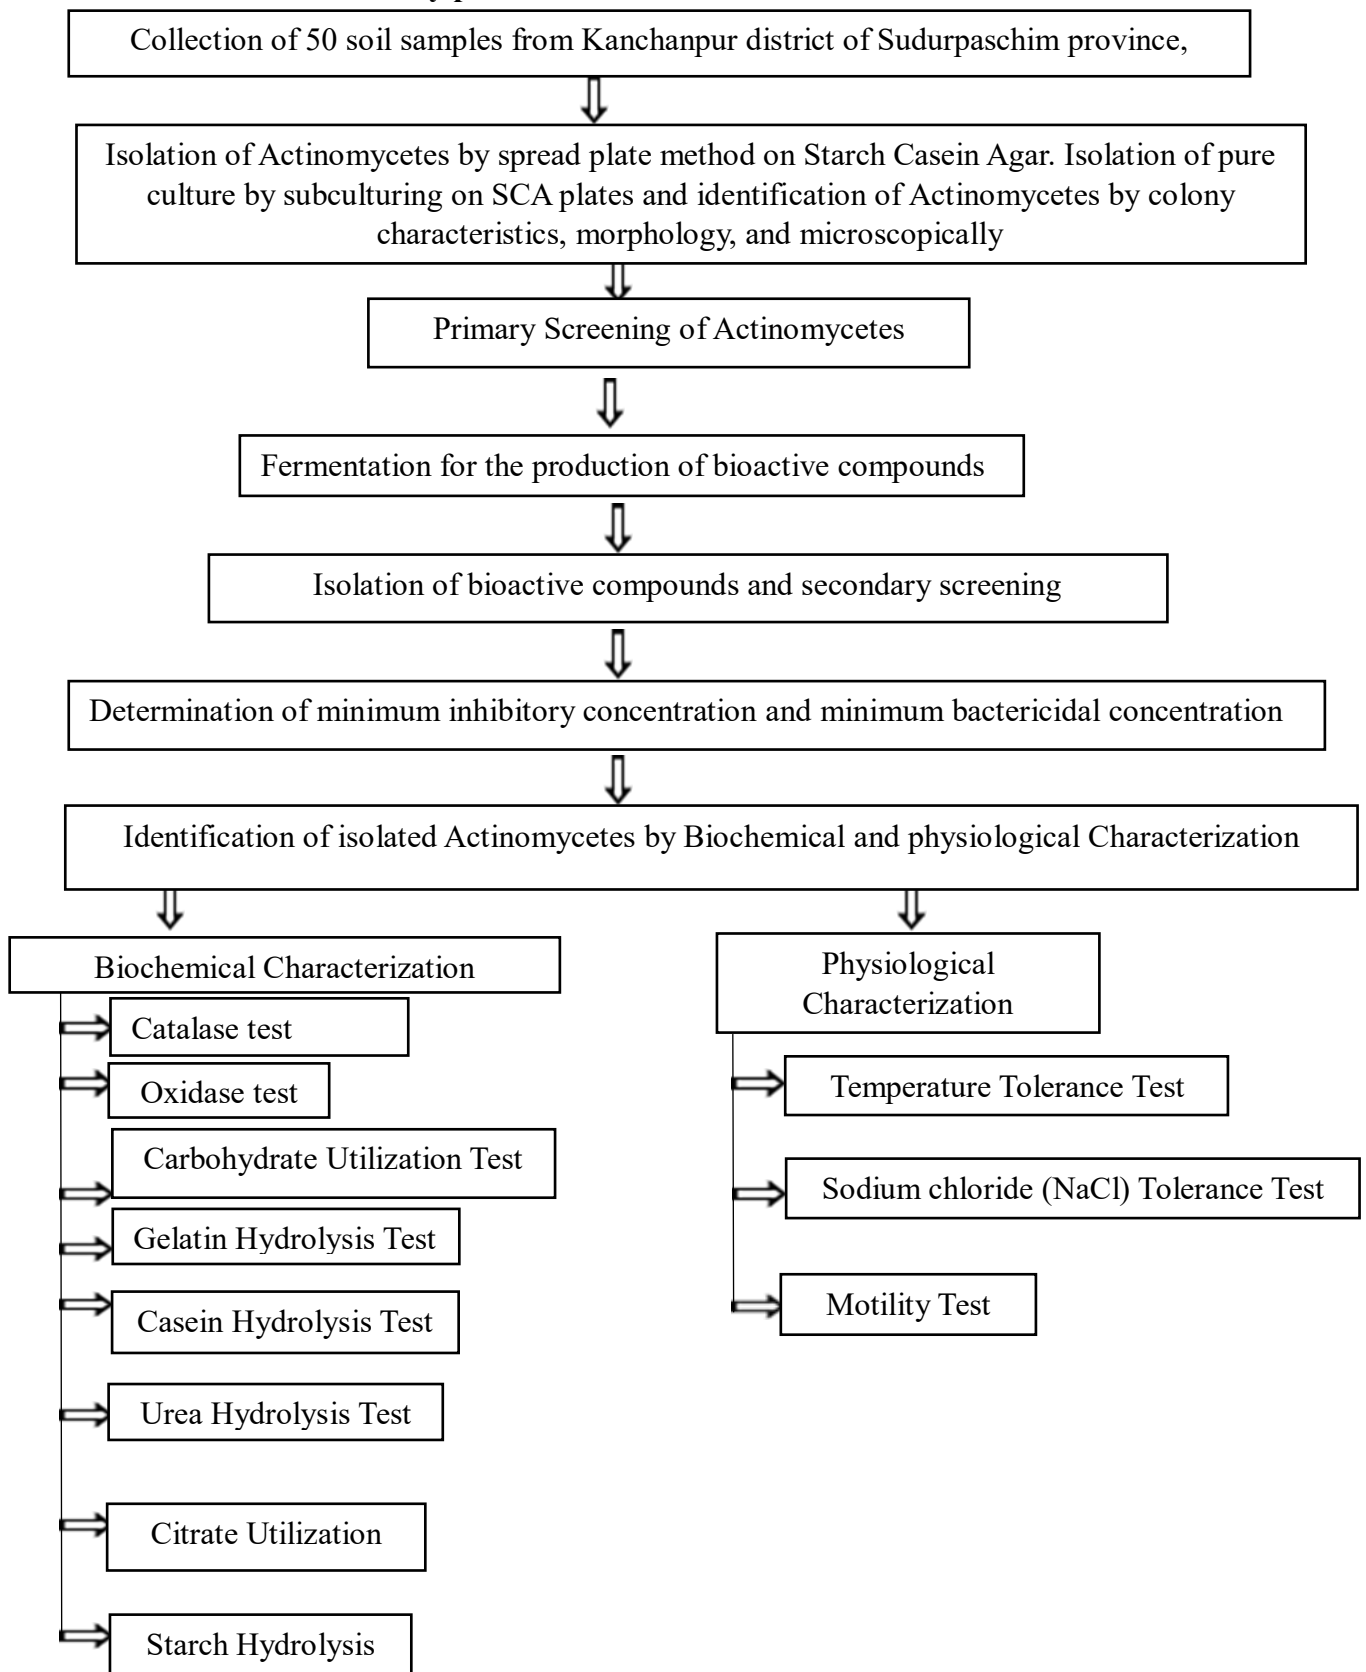 Collection of 50 soil samples from Kanchanpur district of Sudurpaschim province,
Isolation of Actinomycetes by spread plate method on Starch Casein Agar. Isolation of pure
culture by subculturing on SCA plates and identification of Actinomycetes by colony
characteristics, morphology, and microscopically
Primary Screening of Actinomycetes
Fermentation for the production of bioactive compounds
Isolation of bioactive compounds and secondary screening
Determination of minimum inhibitory concentration and minimum bactericidal concentration
Identification of isolated Actinomycetes by Biochemical and physiological Characterization
Biochemical Characterization
Catalase test
Oxidase test
Carbohydrate Utilization Test
Gelatin Hydrolysis Test
Casein Hydrolysis Test
Urea Hydrolysis Test
Citrate Utilization
Starch Hydrolysis
Physiological
Characterization
Temperature Tolerance Test
Sodium chloride (NaCl) Tolerance Test
Motility Test